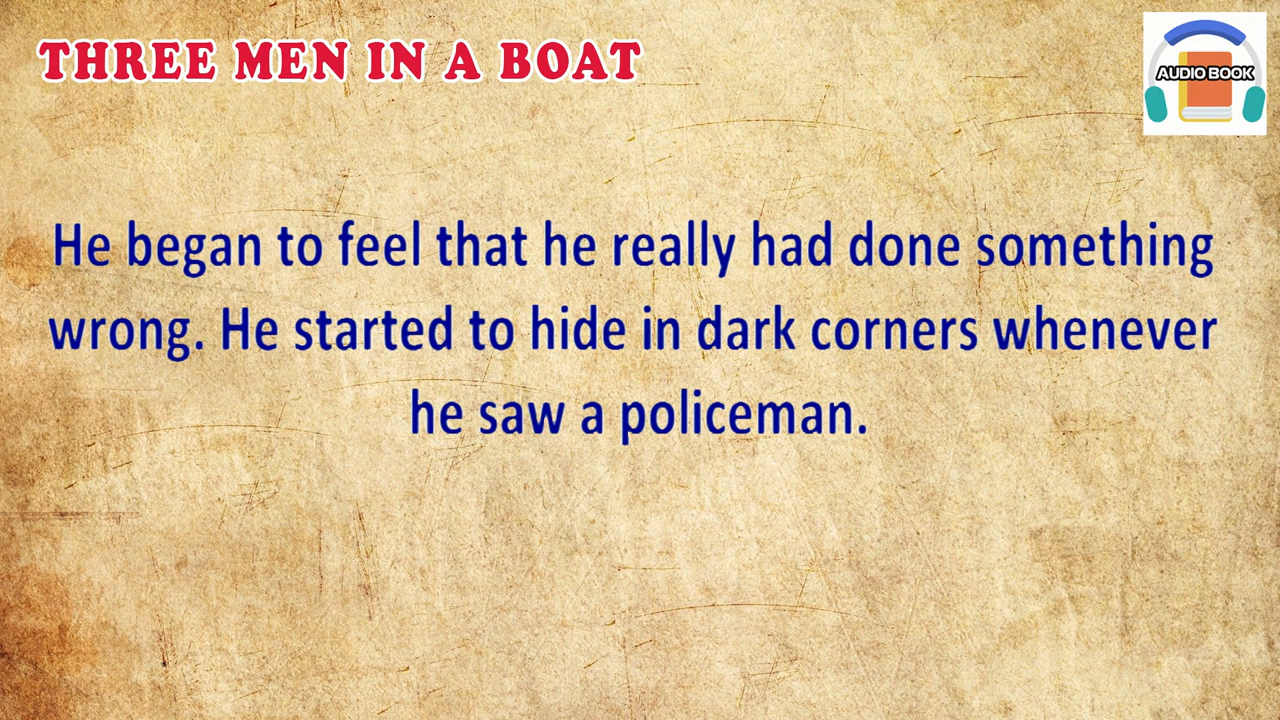 THREE MEN IN A BOAT
AUDIO BOOK
He began to feel that he really had done something
wrong. He started to hide in dark corners whenever
he saw a policeman.